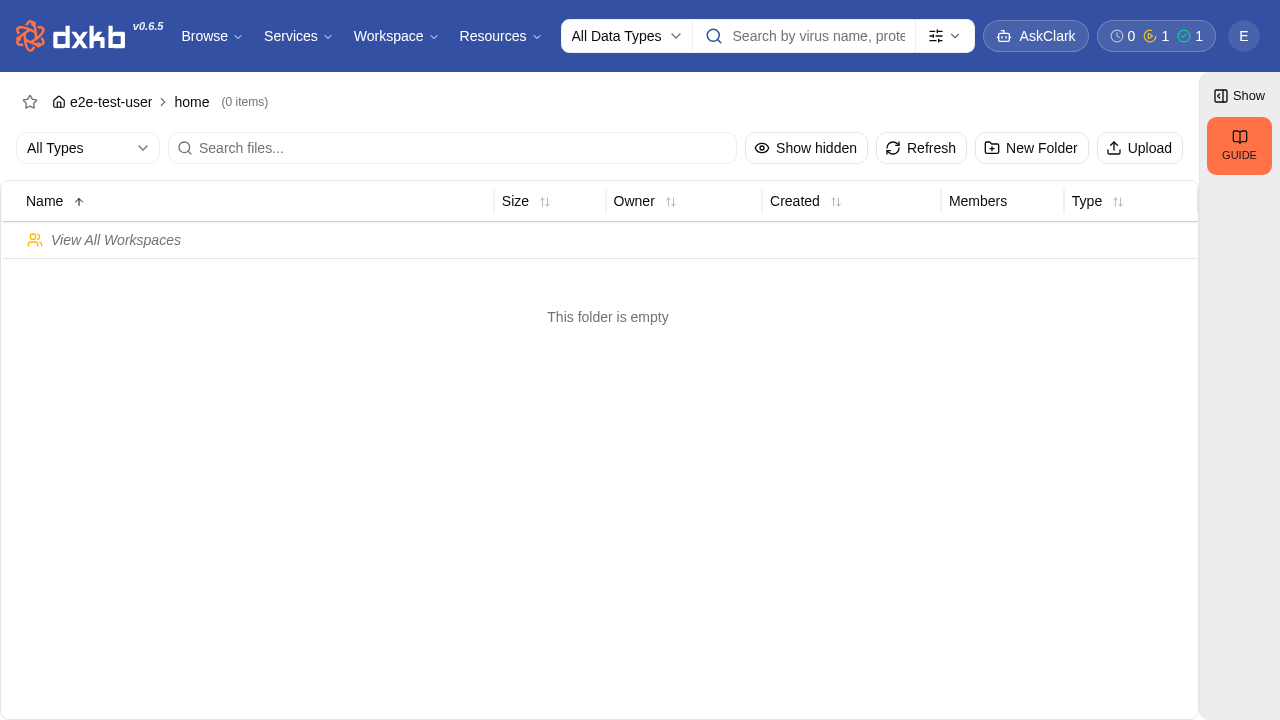 dxkb v0.6.5 Browse Services Workspace Resources All Data Types Search by virus name, prote AskClark 0 1 1 E
e2e-test-user home (0 items)
Show
All Types Search files... Show hidden Refresh New Folder Upload
GUIDE
Name Size Owner Created Members Type
View All Workspaces
This folder is empty